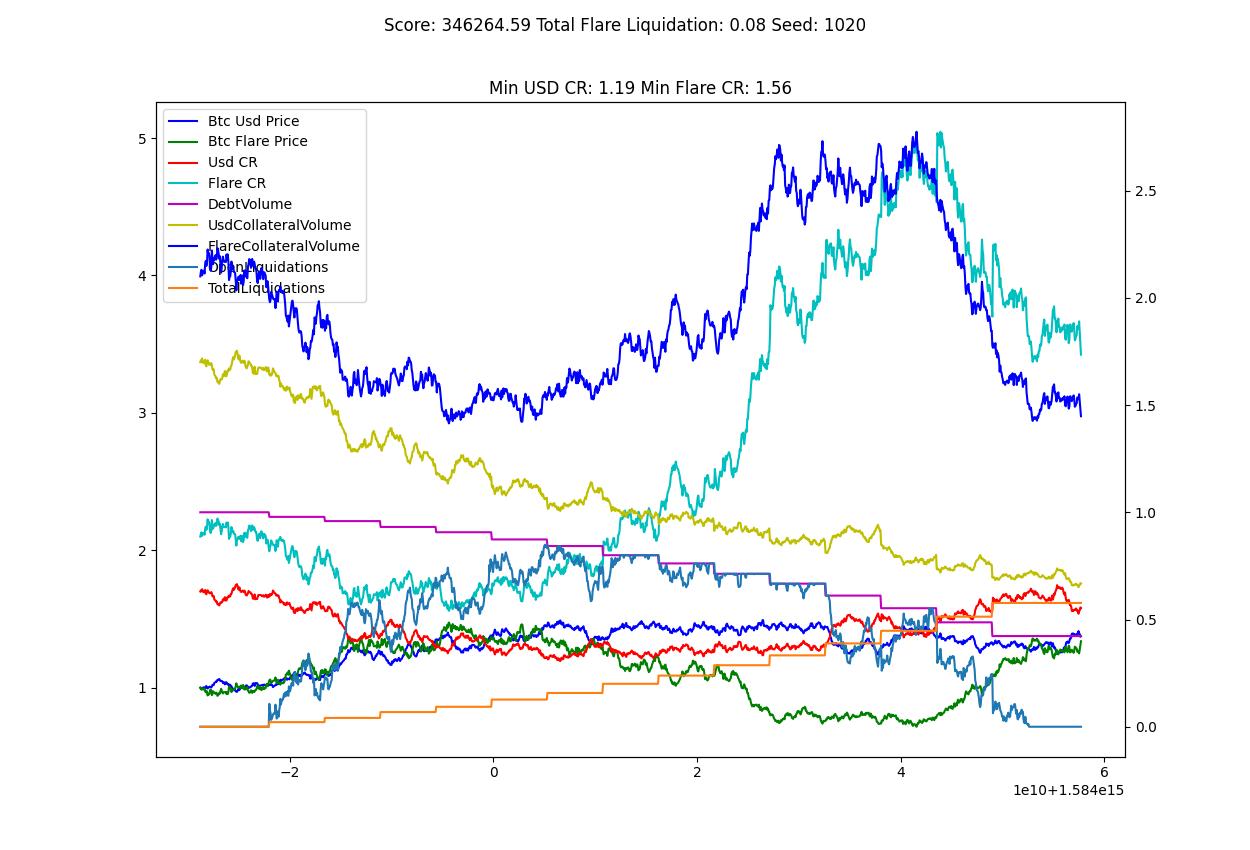 Score: 346264.59 Total Flare Liquidation: 0.08 Seed: 1020
Min USD CR: 1.19 Min Flare CR: 1.56
Btc Usd Price
Btc Flare Price
Usd CR
Flare CR
DebtVolume
UsdCollateralVolume
FlareCollateralVolume
OpenLiquidations
TotalLiquidations
5
4
3
2
1
2.5
2.0
1.5
1.0
0.5
0.0
−2
0
2
4
6
1e10+1.584e15